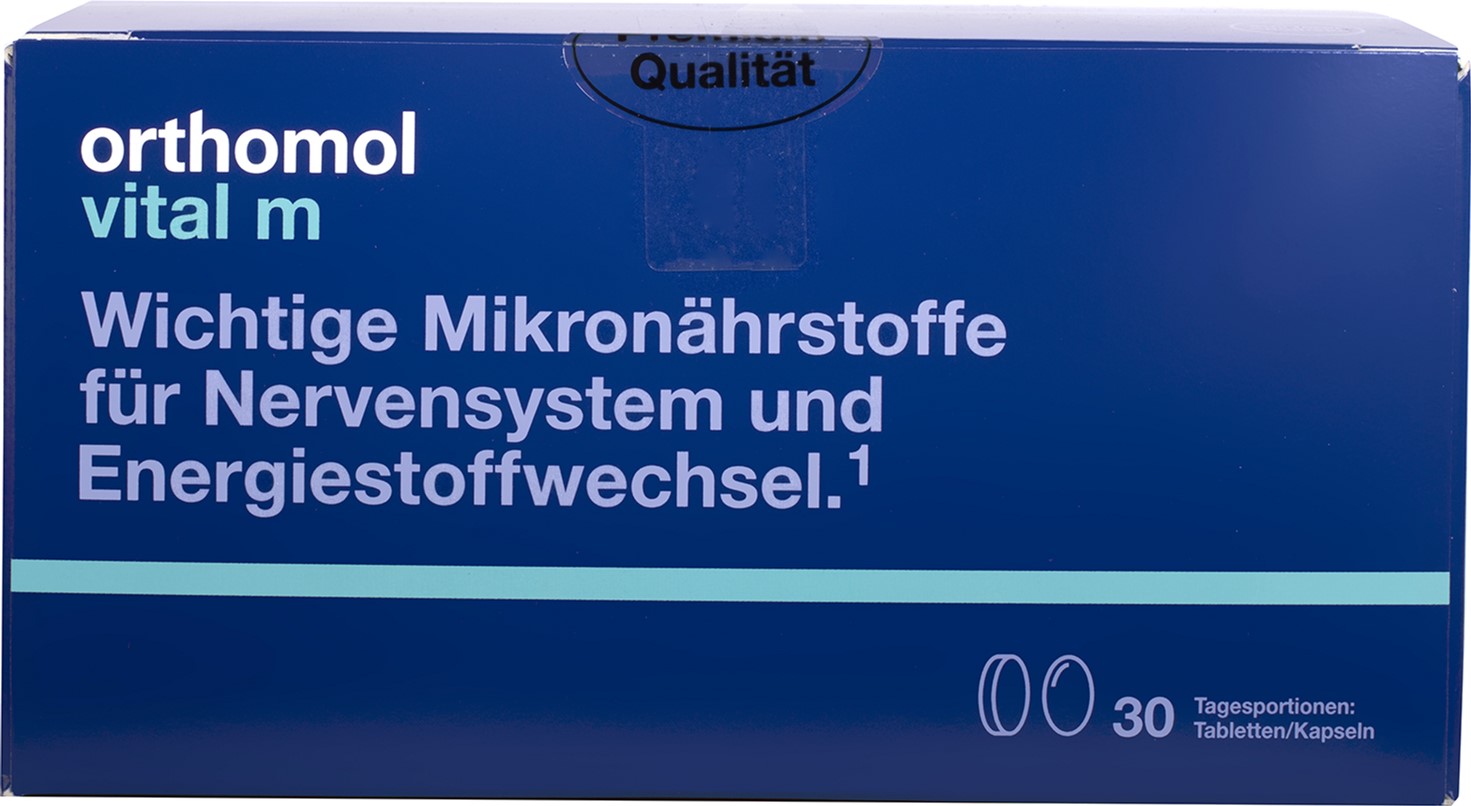 Qualität
orthomol
vital m
Wichtige Mikronährstoffe
für Nervensystem und
Energiestoffwechsel.¹
30
Tagesportionen:
Tabletten/Kapseln